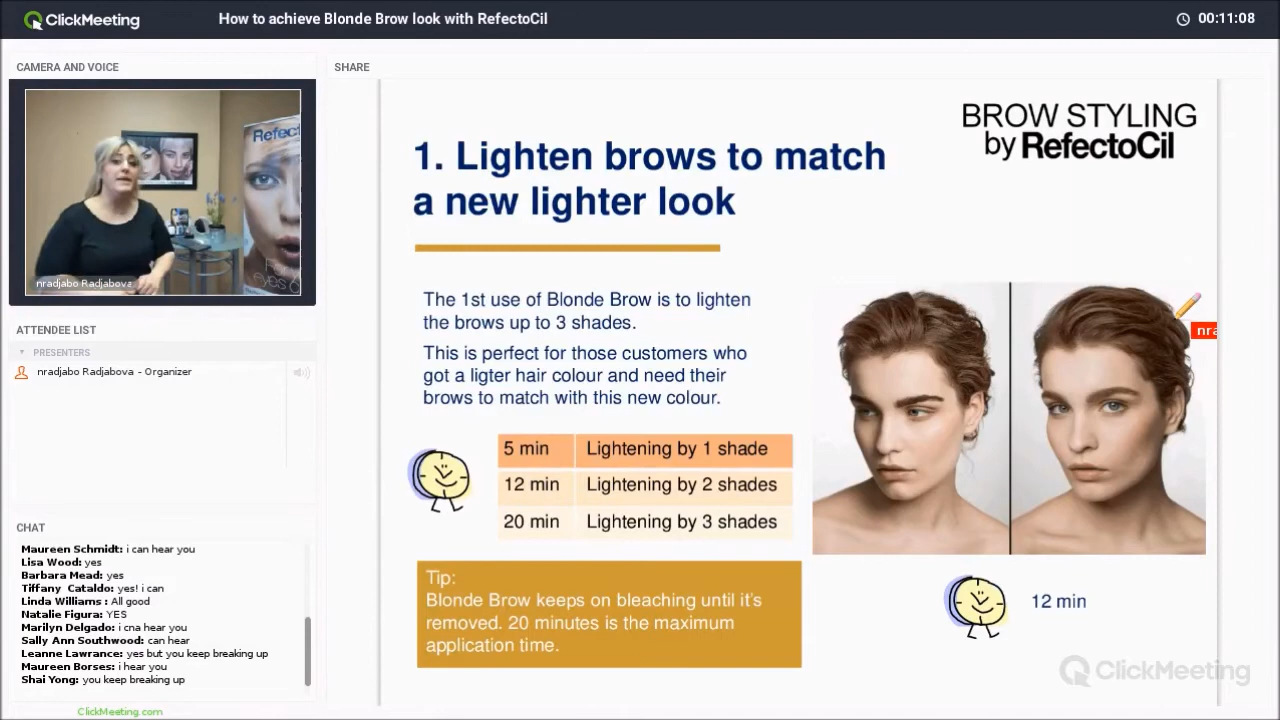 ClickMeeting
How to achieve Blonde Brow look with RefectoCil
00:11:08
CAMERA AND VOICE
Refect
nradjabo Radjabova
ATTENDEE LIST
PRESENTERS
nradjabo Radjabova - Organizer
CHAT
Maureen Schmidt: i can hear you
Lisa Wood: yes
Barbara Mead: yes
Tiffany Cataldo: yes! i can
Linda Williams : All good
Natalie Figura: YES
Marilyn Delgado: i cna hear you
Sally Ann Southwood: can hear
Leanne Lawrance: yes but you keep breaking up
Maureen Borses: i hear you
Shai Yong: you keep breaking up
ClickMeeting.com
SHARE
BROW STYLING
by RefectoCil
1. Lighten brows to match
a new lighter look
The 1st use of Blonde Brow is to lighten
the brows up to 3 shades.
This is perfect for those customers who
got a ligter hair colour and need their
brows to match with this new colour.
5 min Lightening by 1 shade
12 min Lightening by 2 shades
20 min Lightening by 3 shades
Tip:
Blonde Brow keeps on bleaching until it's
removed. 20 minutes is the maximum
application time.
nra
12 min
ClickMeeting